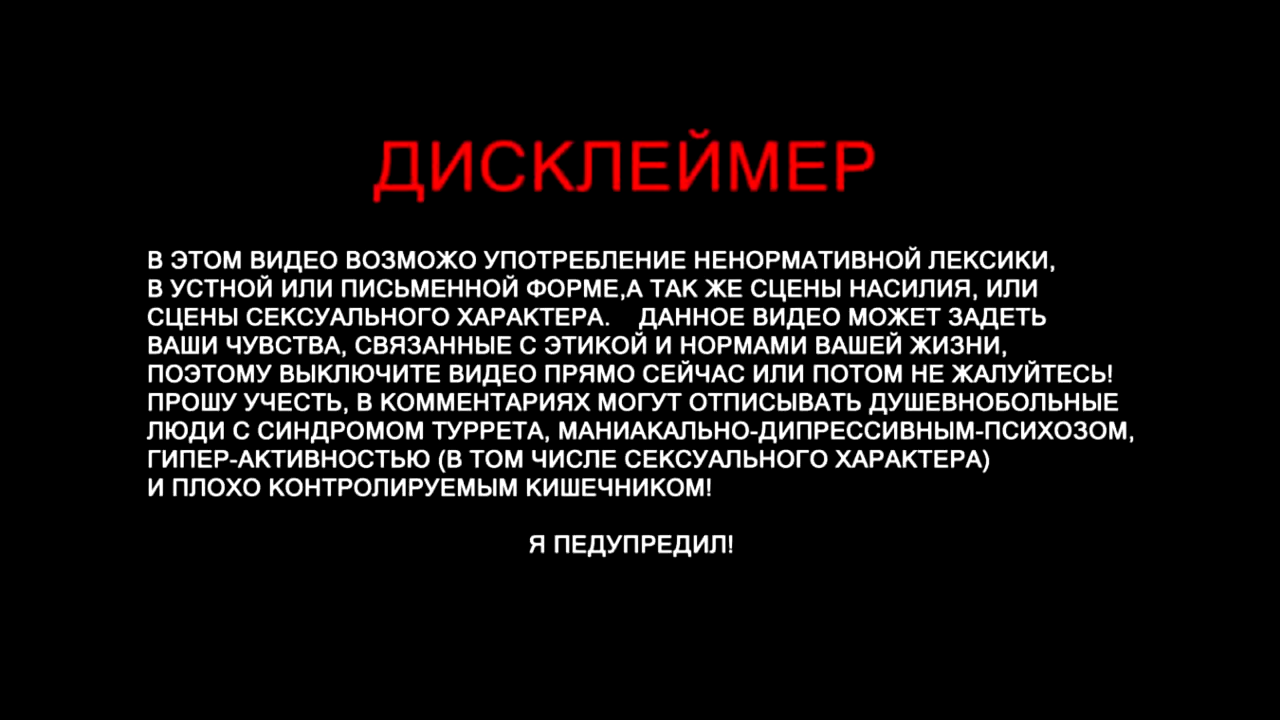 ДИСКЛЕЙМЕР
В ЭТОМ ВИДЕО ВОЗМОЖО УПОТРЕБЛЕНИЕ НЕНОРМАТИВНОЙ ЛЕКСИКИ,
В УСТНОЙ ИЛИ ПИСЬМЕННОЙ ФОРМЕ,А ТАК ЖЕ СЦЕНЫ НАСИЛИЯ, ИЛИ
СЦЕНЫ СЕКСУАЛЬНОГО ХАРАКТЕРА. ДАННОЕ ВИДЕО МОЖЕТ ЗАДЕТЬ
ВАШИ ЧУВСТВА, СВЯЗАННЫЕ С ЭТИКОЙ И НОРМАМИ ВАШЕЙ ЖИЗНИ,
ПОЭТОМУ ВЫКЛЮЧИТЕ ВИДЕО ПРЯМО СЕЙЧАС ИЛИ ПОТОМ НЕ ЖАЛУЙТЕСЬ!
ПРОШУ УЧЕСТЬ, В КОММЕНТАРИЯХ МОГУТ ОТПИСЫВАТЬ ДУШЕВНОБОЛЬНЫЕ
ЛЮДИ С СИНДРОМОМ ТУРРЕТА, МАНИАКАЛЬНО-ДИПРЕССИВНЫМ-ПСИХОЗОМ,
ГИПЕР-АКТИВНОСТЬЮ (В ТОМ ЧИСЛЕ СЕКСУАЛЬНОГО ХАРАКТЕРА)
И ПЛОХО КОНТРОЛИРУЕМЫМ КИШЕЧНИКОМ!
Я ПЕДУПРЕДИЛ!